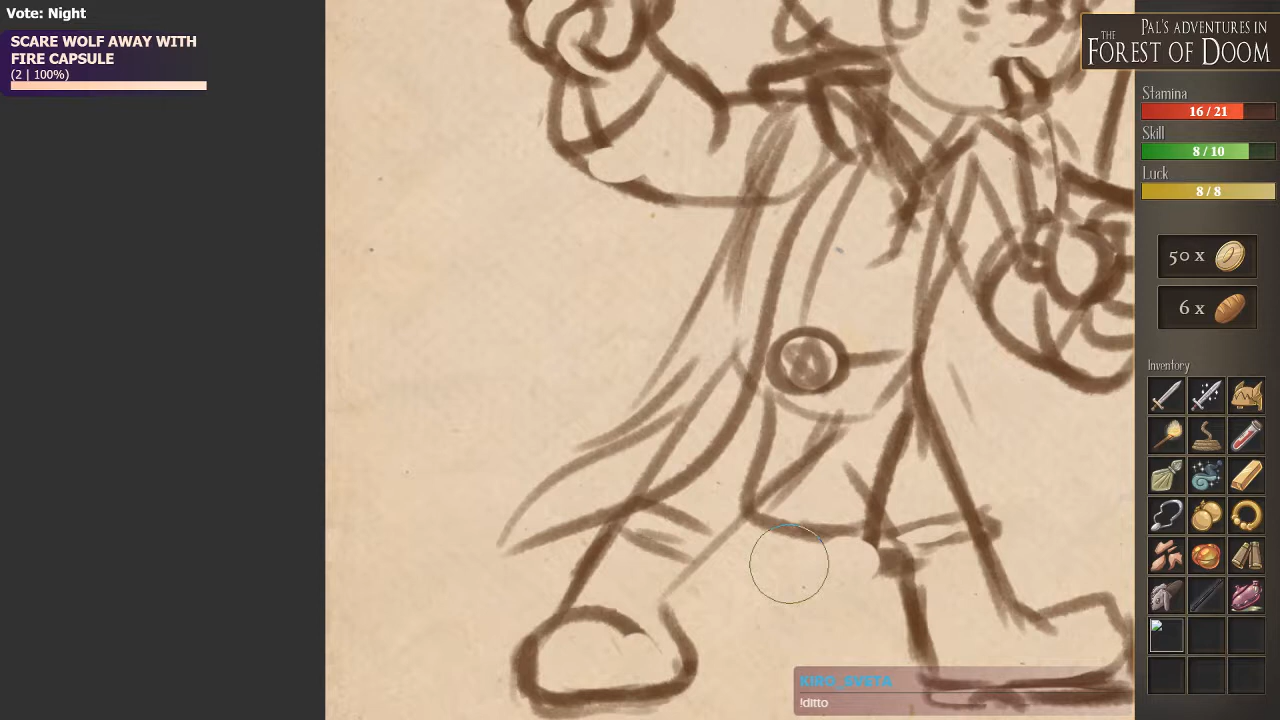 Vote: Night
SCARE WOLF AWAY WITH
FIRE CAPSULE
(2 | 100%)
PAL'S ADVENTURES IN
THE
FOREST OF DOOM
Stamina
16 / 21
Skill
8 / 10
Luck
8 / 8
50 x
6 x
Inventory
KIRO_SVETA
!ditto